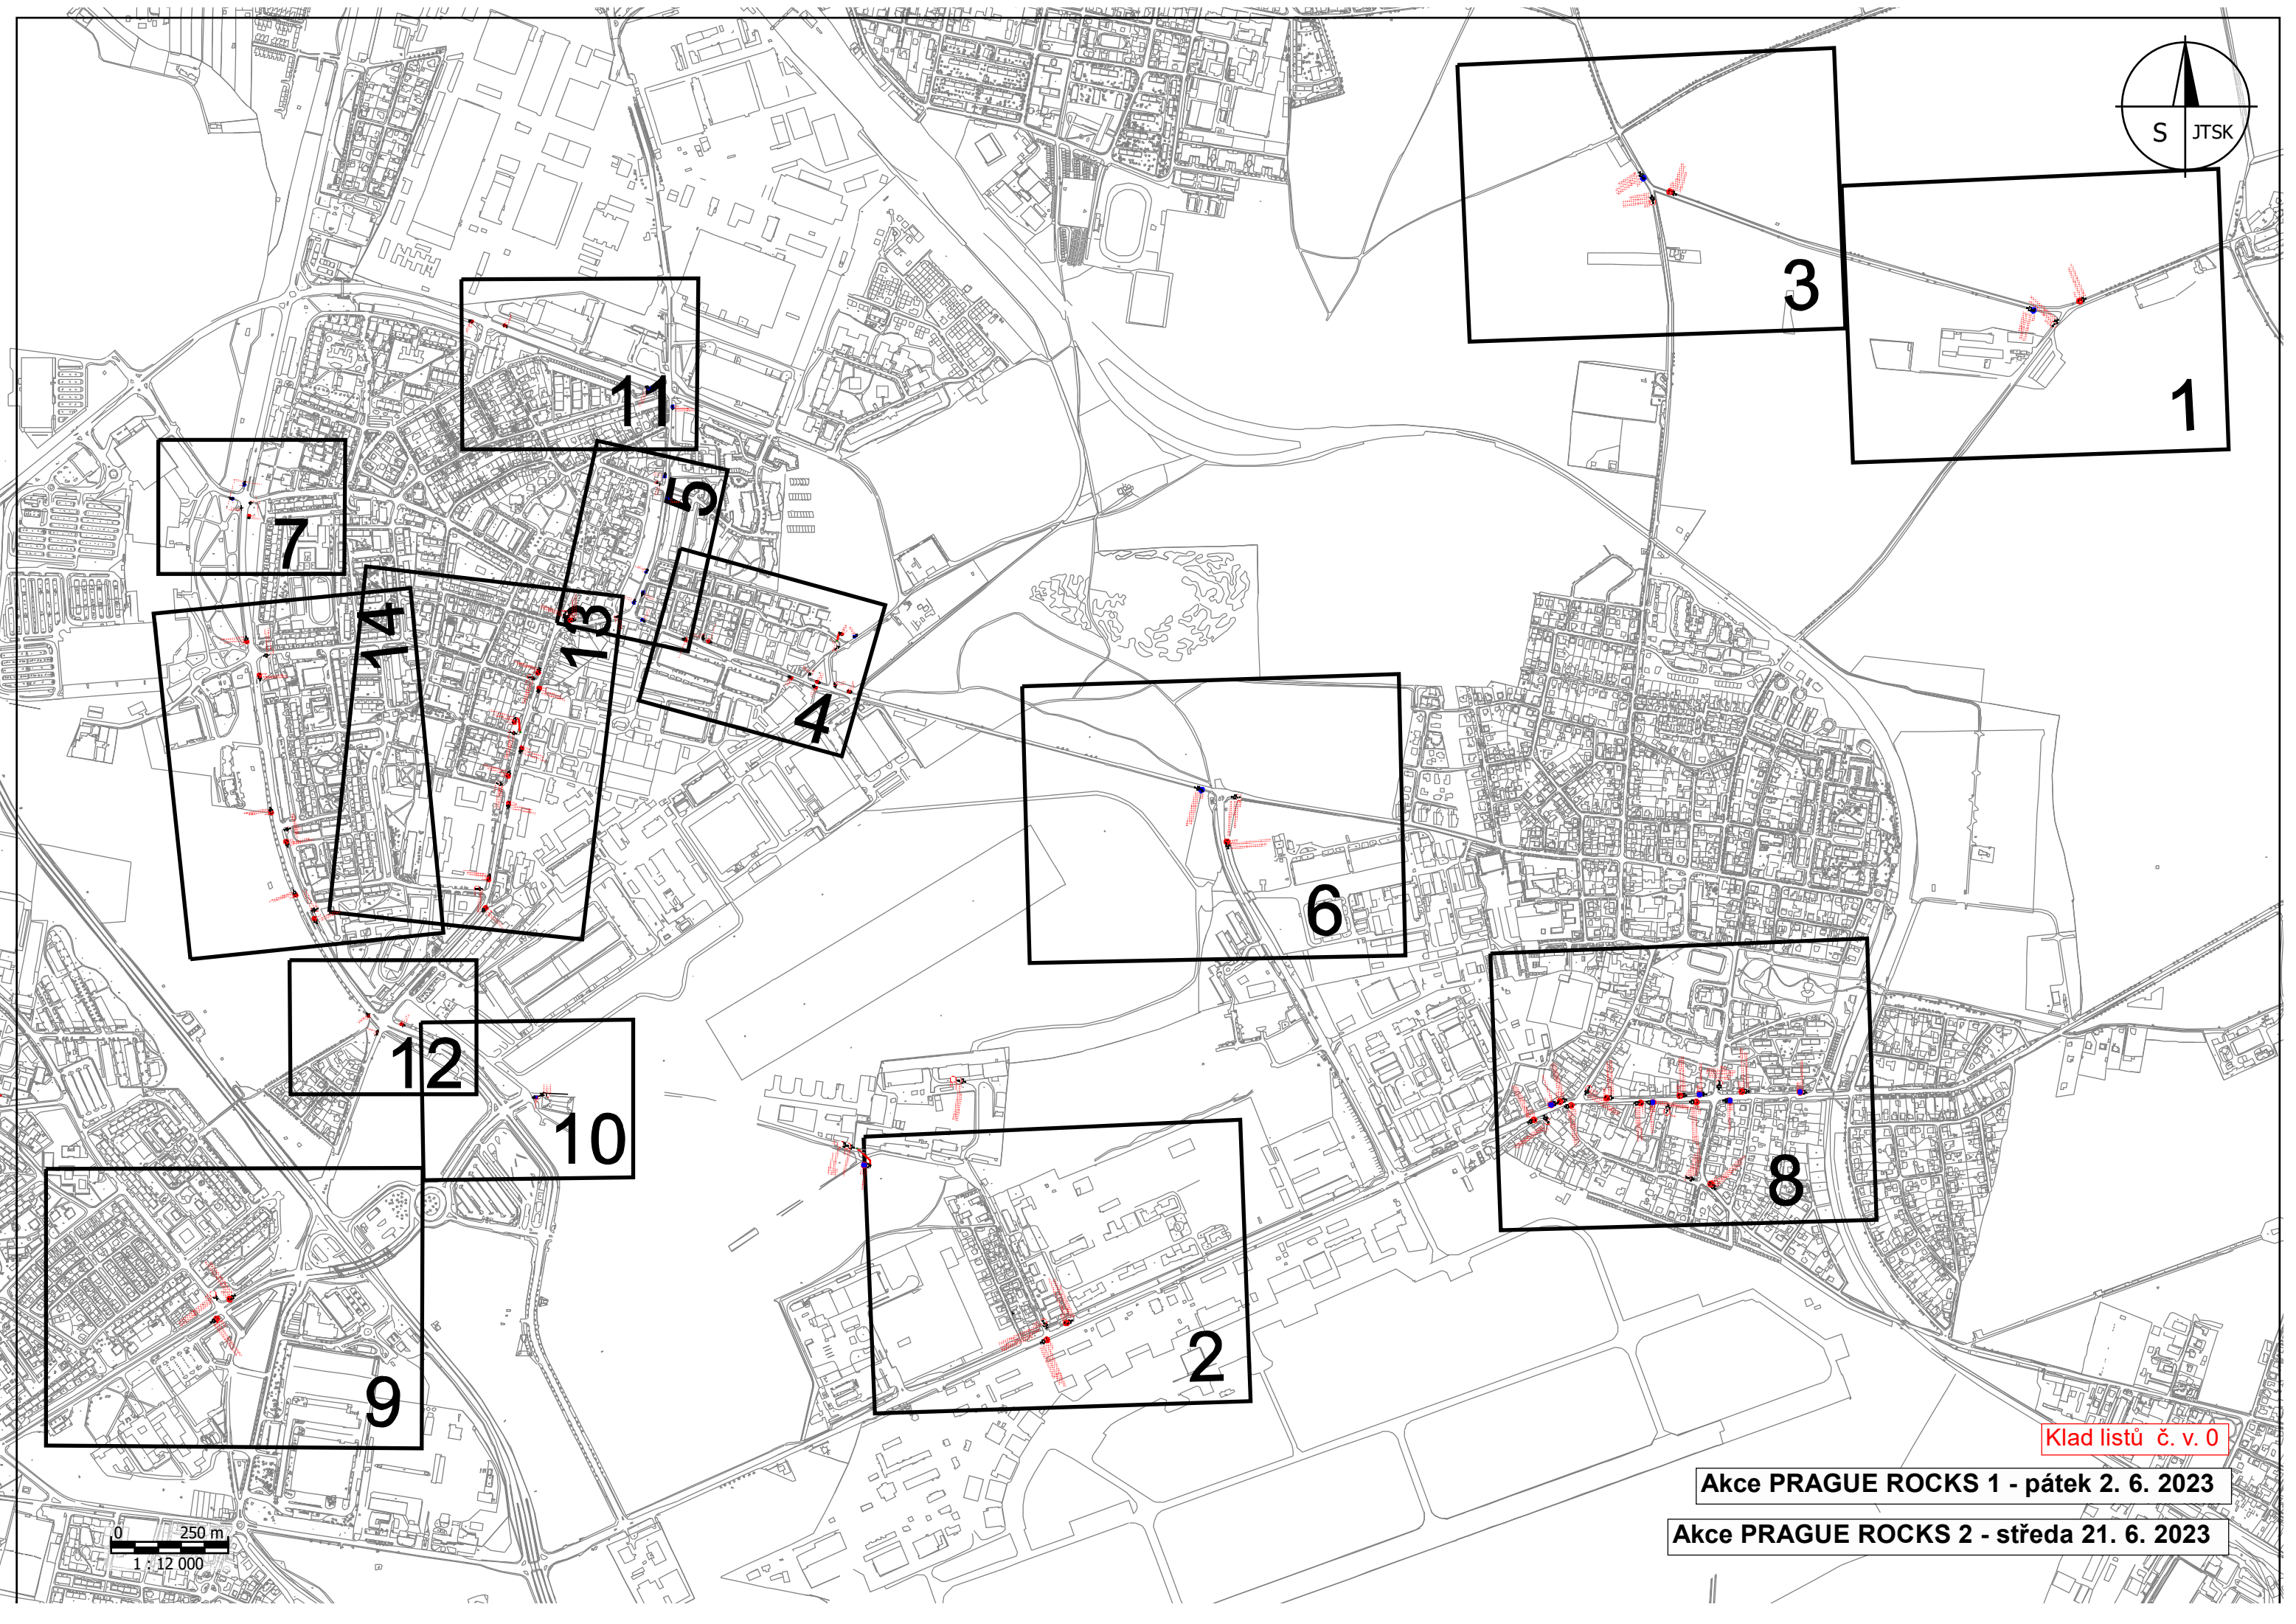 S JTSK
3
1
11
5
7
14
13
4
6
12
10
8
2
9
Klad listů č. v. 0
Akce PRAGUE ROCKS 1 - pátek 2. 6. 2023
Akce PRAGUE ROCKS 2 - středa 21. 6. 2023
0 250 m
1 : 12 000